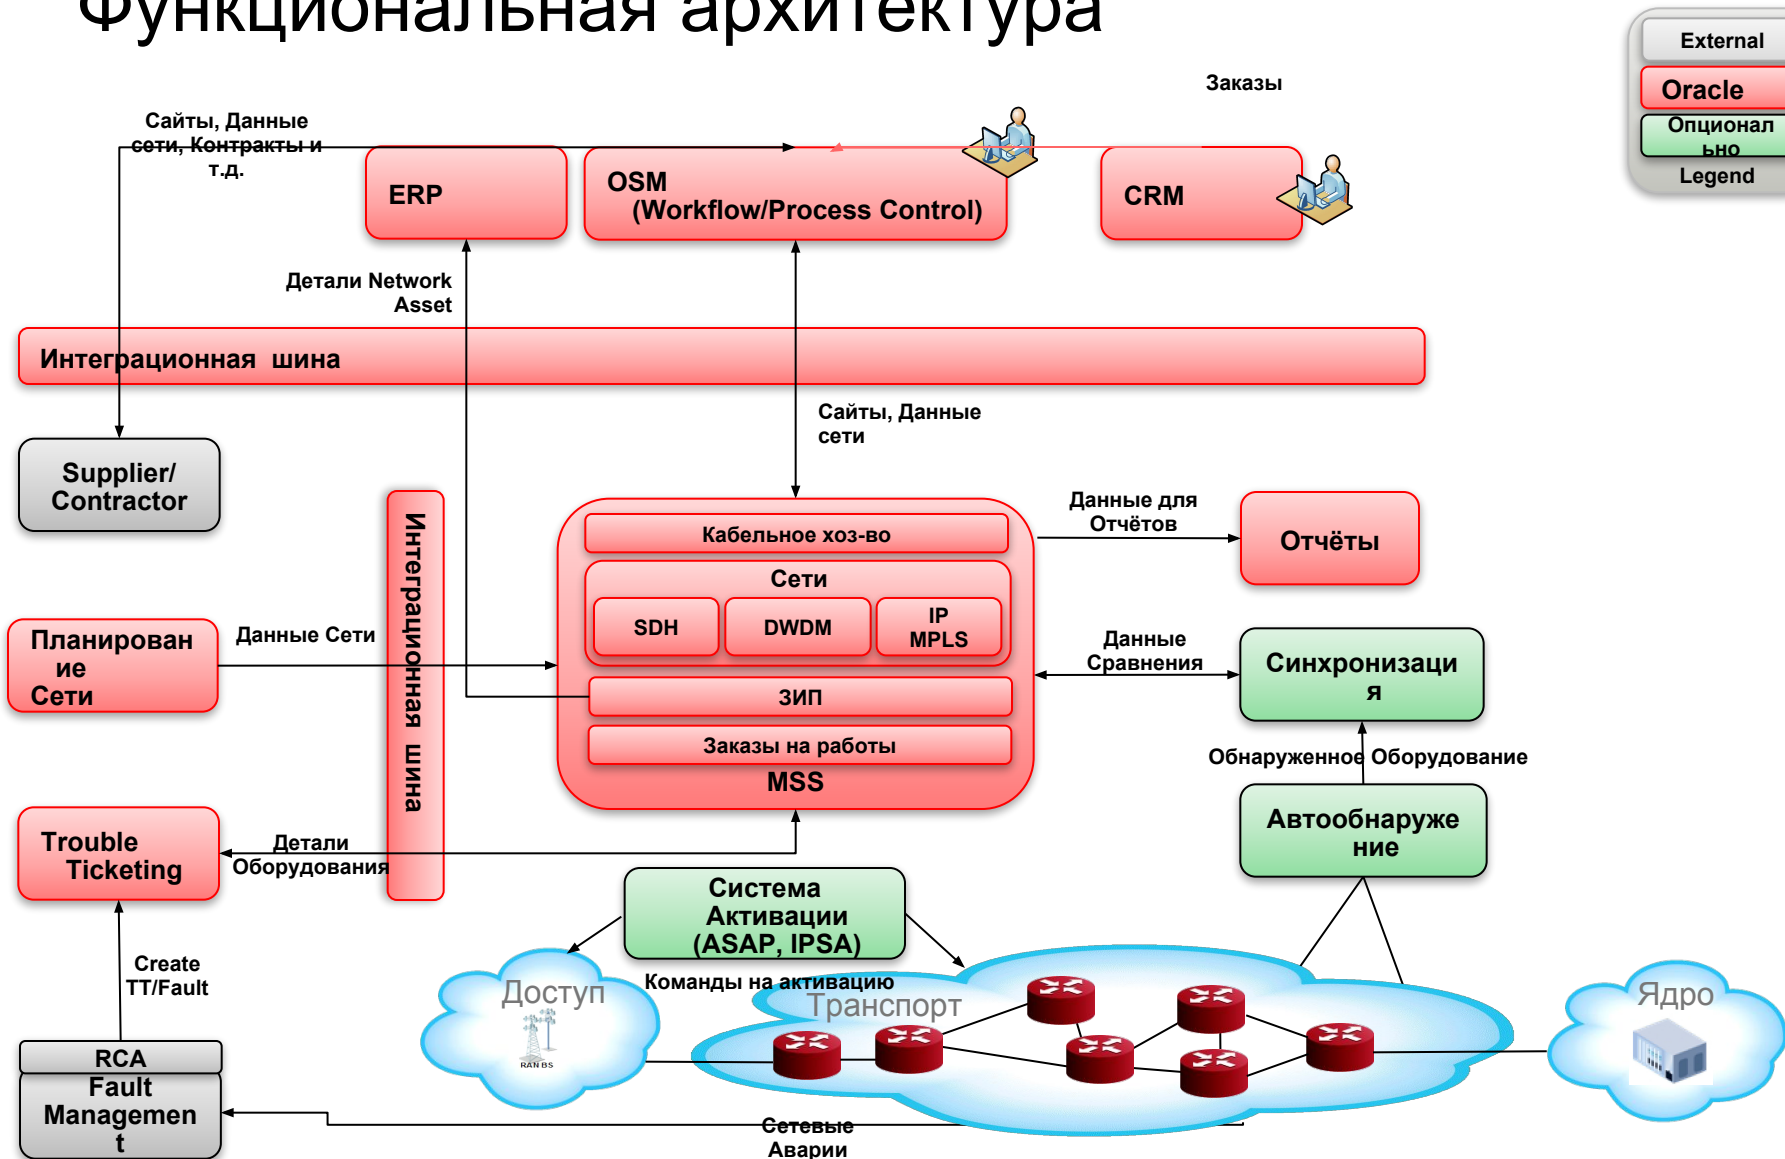 Функциональная архитектура
External
Oracle
Опционал
ьно
Legend
Заказы
Сайты, Данные
сети, Контракты и
т.д.
ERP
OSM
(Workflow/Process Control)
CRM
Детали Network
Asset
Интеграционная шина
Сайты, Данные
сети
Supplier/
Contractor
Интеграционная шина
Кабельное хоз-во
Сети
SDH
DWDM
IP
MPLS
ЗИП
Заказы на работы
MSS
Данные для
Отчётов
Отчёты
Планирован
ие
Сети
Данные Сети
Данные
Сравнения
Синхронизаци
я
Обнаруженное Оборудование
Автообнаруже
ние
Trouble
Ticketing
Детали
Оборудования
Система
Активации
(ASAP, IPSA)
Команды на активацию
Create
TT/Fault
Доступ
RAN BS
Транспорт
Ядро
RCA
Fault
Managemen
t
Сетевые
Аварии